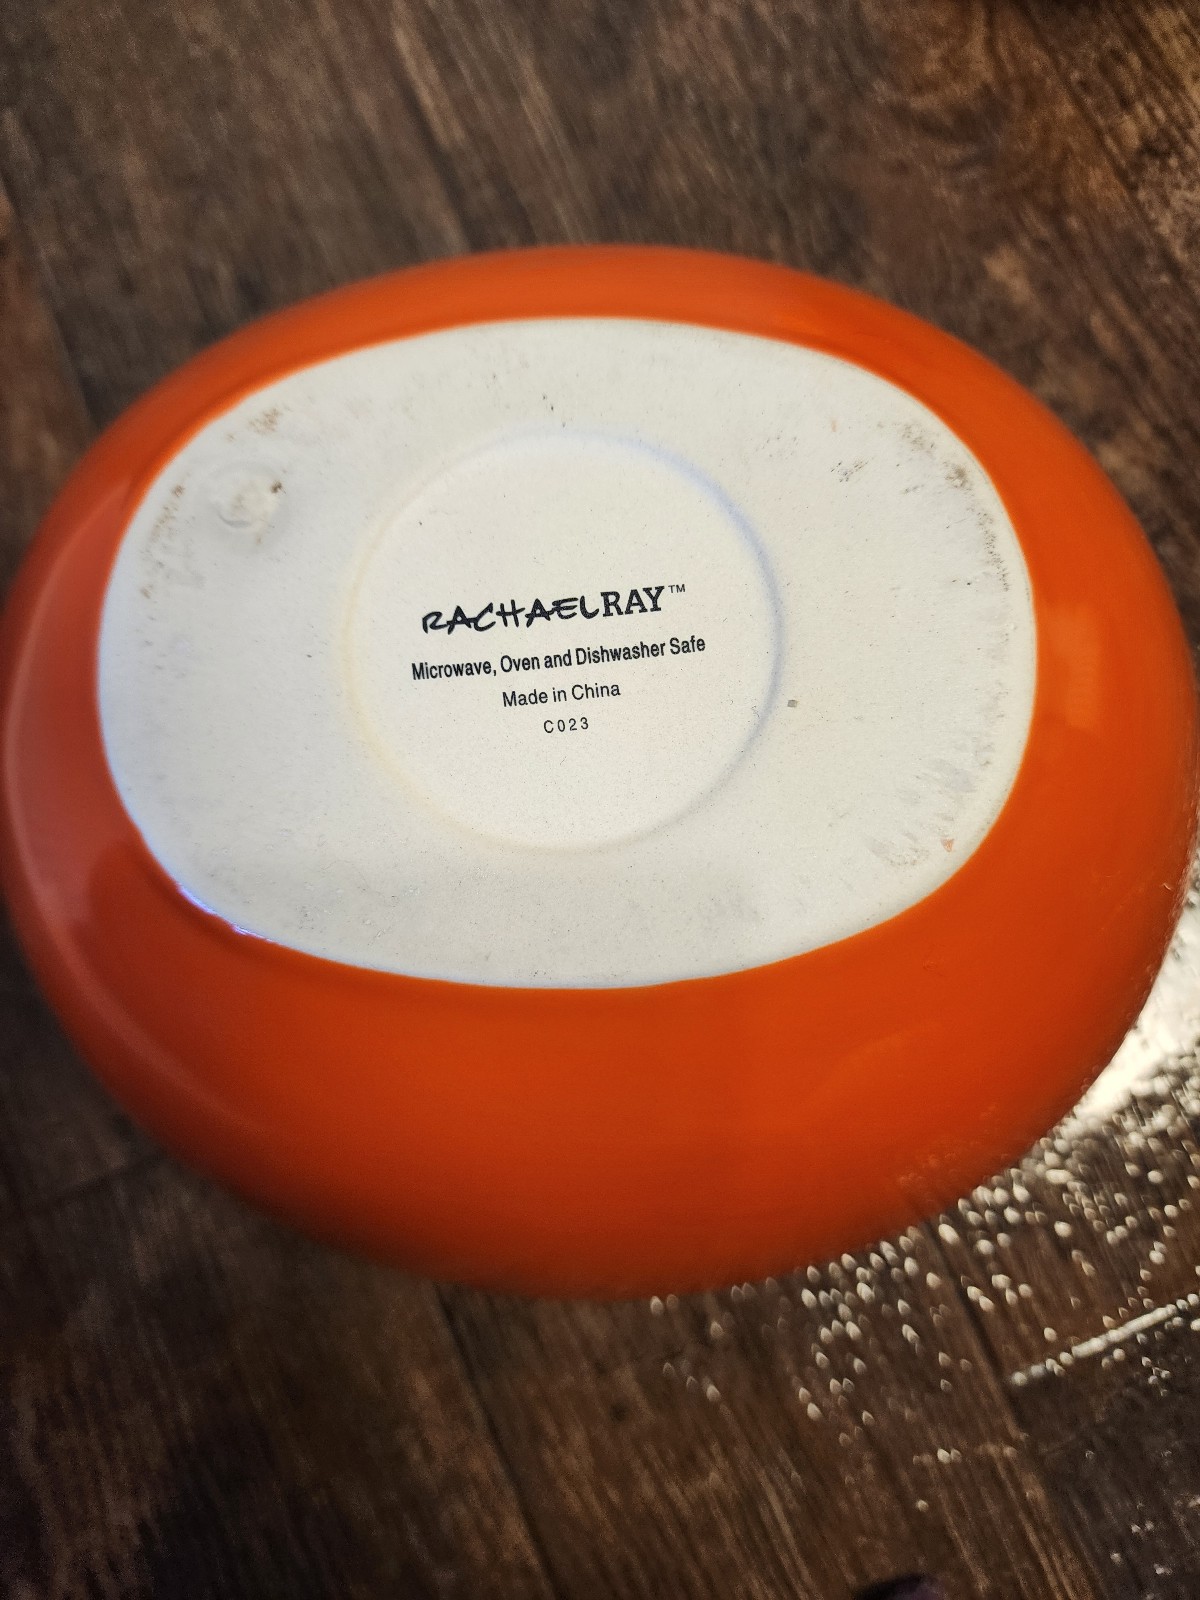 RACHAELRAY™
Microwave, Oven and Dishwasher Safe
Made in China
C023